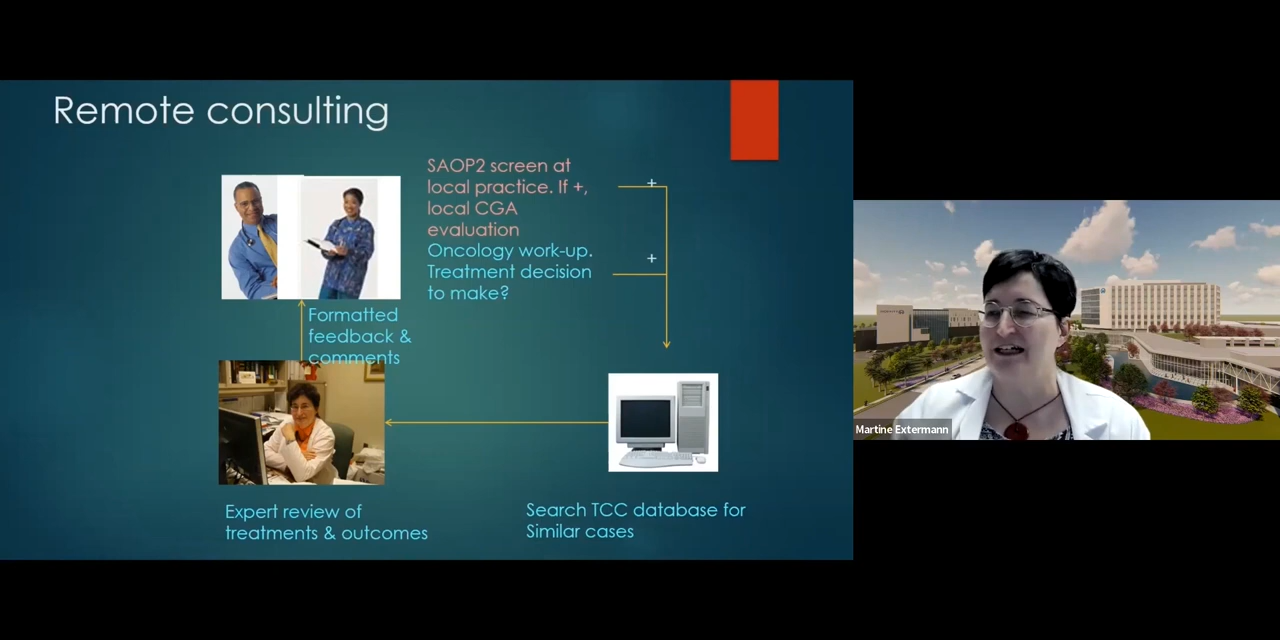 Remote consulting
SAOP2 screen at
local practice. If +,
local CGA
evaluation
Oncology work-up.
Treatment decision
to make?
+
+
Formatted
feedback &
comments
Expert review of
treatments & outcomes
Search TCC database for
Similar cases
Martine Extermann